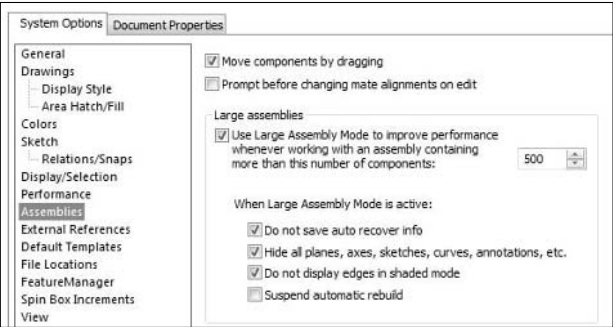 System Options
Document Properties
General
Drawings
Display Style
Area Hatch/Fill
Colors
Sketch
Relations/Snaps
Display/Selection
Performance
Assemblies
External References
Default Templates
File Locations
FeatureManager
Spin Box Increments
View
Move components by dragging
Prompt before changing mate alignments on edit
Large assemblies
Use Large Assembly Mode to improve performance
whenever working with an assembly containing
more than this number of components:
500
When Large Assembly Mode is active:
Do not save auto recover info
Hide all planes, axes, sketches, curves, annotations, etc.
Do not display edges in shaded mode
Suspend automatic rebuild